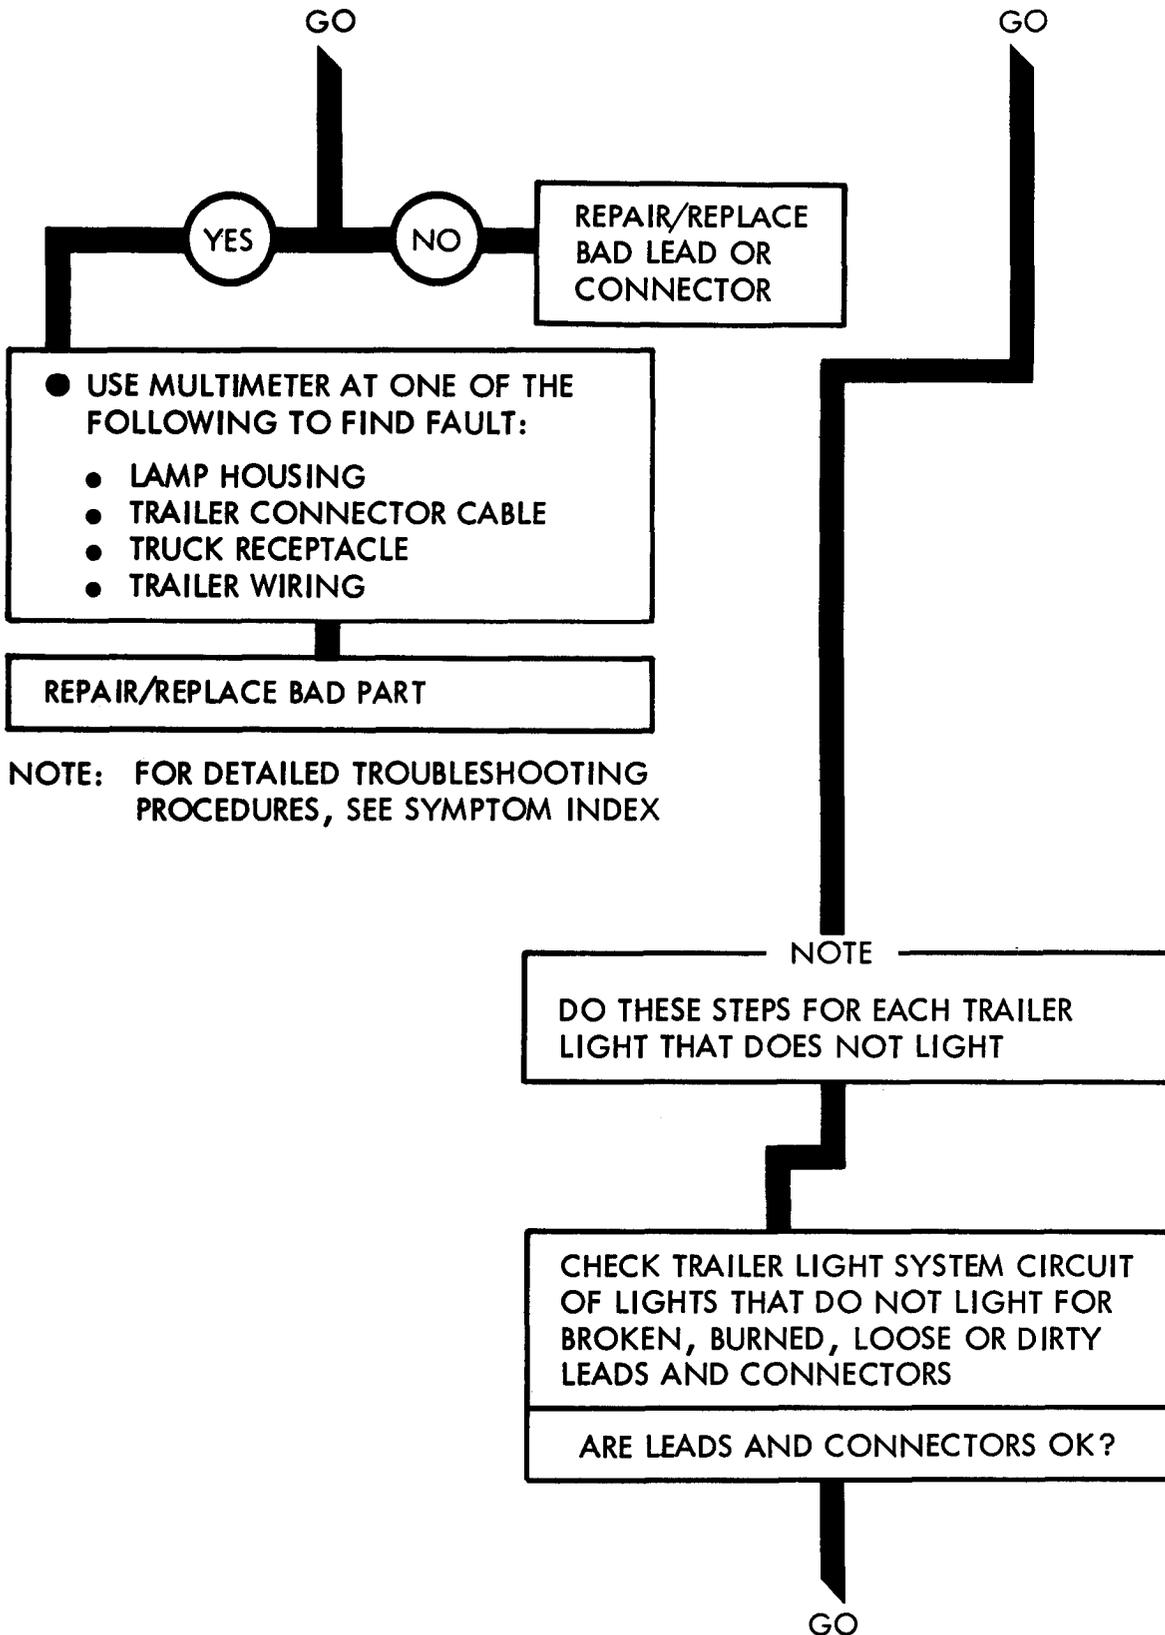 GO
GO
YES
NO
REPAIR/REPLACE
BAD LEAD OR
CONNECTOR
● USE MULTIMETER AT ONE OF THE
FOLLOWING TO FIND FAULT:
● LAMP HOUSING
● TRAILER CONNECTOR CABLE
● TRUCK RECEPTACLE
● TRAILER WIRING
REPAIR/REPLACE BAD PART
NOTE: FOR DETAILED TROUBLESHOOTING
PROCEDURES, SEE SYMPTOM INDEX
NOTE
DO THESE STEPS FOR EACH TRAILER
LIGHT THAT DOES NOT LIGHT
CHECK TRAILER LIGHT SYSTEM CIRCUIT
OF LIGHTS THAT DO NOT LIGHT FOR
BROKEN, BURNED, LOOSE OR DIRTY
LEADS AND CONNECTORS
ARE LEADS AND CONNECTORS OK?
GO